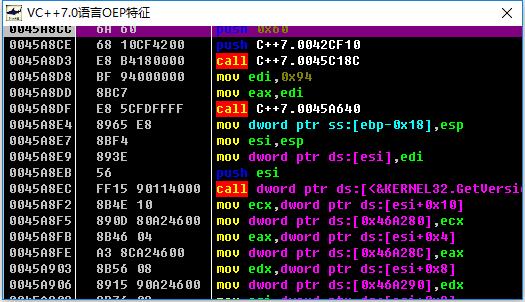 VC++7.0语言OEP特征
0045A8CC 6A 60 push 0x60
0045A8CE 68 10CF4200 push C++7.0042CF10
0045A8D3 E8 B4180000 call C++7.0045C18C
0045A8D8 BF 94000000 mov edi,0x94
0045A8DD 8BC7 mov eax,edi
0045A8DF E8 5CFDFFFF call C++7.0045A640
0045A8E4 8965 E8 mov dword ptr ss:[ebp-0x18],esp
0045A8E7 8BF4 mov esi,esp
0045A8E9 893E mov dword ptr ds:[esi],edi
0045A8EB 56 push esi
0045A8EC FF15 90114000 call dword ptr ds:[<&KERNEL32.GetVersi
0045A8F2 8B4E 10 mov ecx,dword ptr ds:[esi+0x10]
0045A8F5 890D 80A24600 mov dword ptr ds:[0x46A280],ecx
0045A8FB 8B46 04 mov eax,dword ptr ds:[esi+0x4]
0045A8FE A3 8CA24600 mov dword ptr ds:[0x46A28C],eax
0045A903 8B56 08 mov edx,dword ptr ds:[esi+0x8]
0045A906 8915 90A24600 mov dword ptr ds:[0x46A290],edx